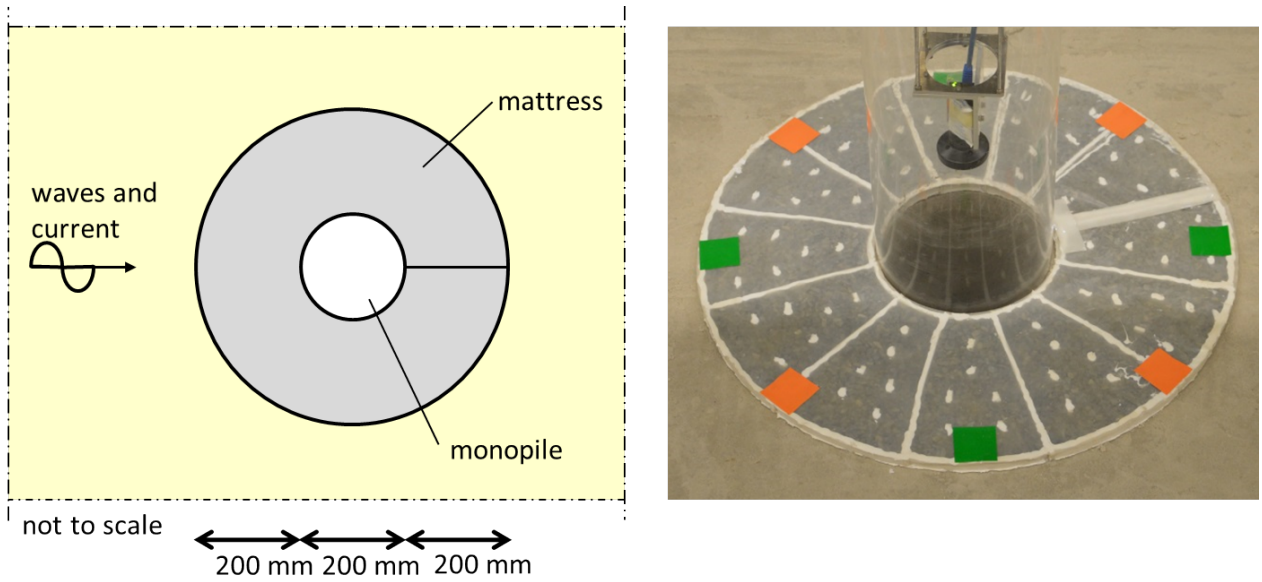 mattress
waves and
current
monopile
not to scale
200 mm 200 mm 200 mm